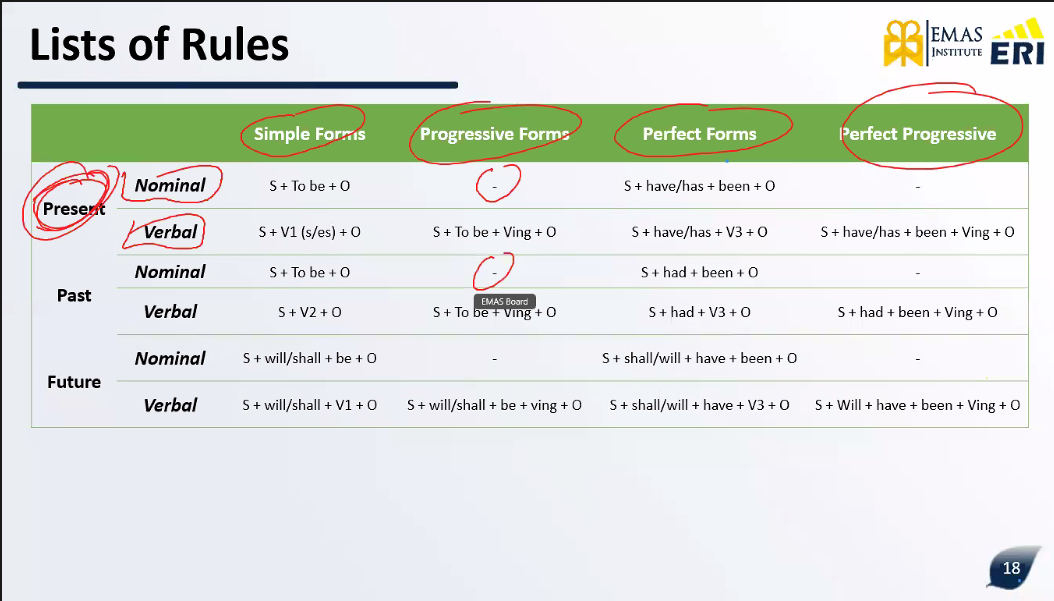 Lists of Rules
EMAS
INSTITUTE
ERI
Simple Forms Progressive Forms Perfect Forms Perfect Progressive
Present
Nominal S + To be + O - S + have/has + been + O -
Verbal S + V1 (s/es) + O S + To be + Ving + O S + have/has + V3 + O S + have/has + been + Ving + O
Past
Nominal S + To be + O - S + had + been + O -
EMAS Board
Verbal S + V2 + O S + To be + Ving + O S + had + V3 + O S + had + been + Ving + O
Future
Nominal S + will/shall + be + O - S + shall/will + have + been + O -
Verbal S + will/shall + V1 + O S + will/shall + be + ving + O S + shall/will + have + V3 + O S + Will + have + been + Ving + O
18